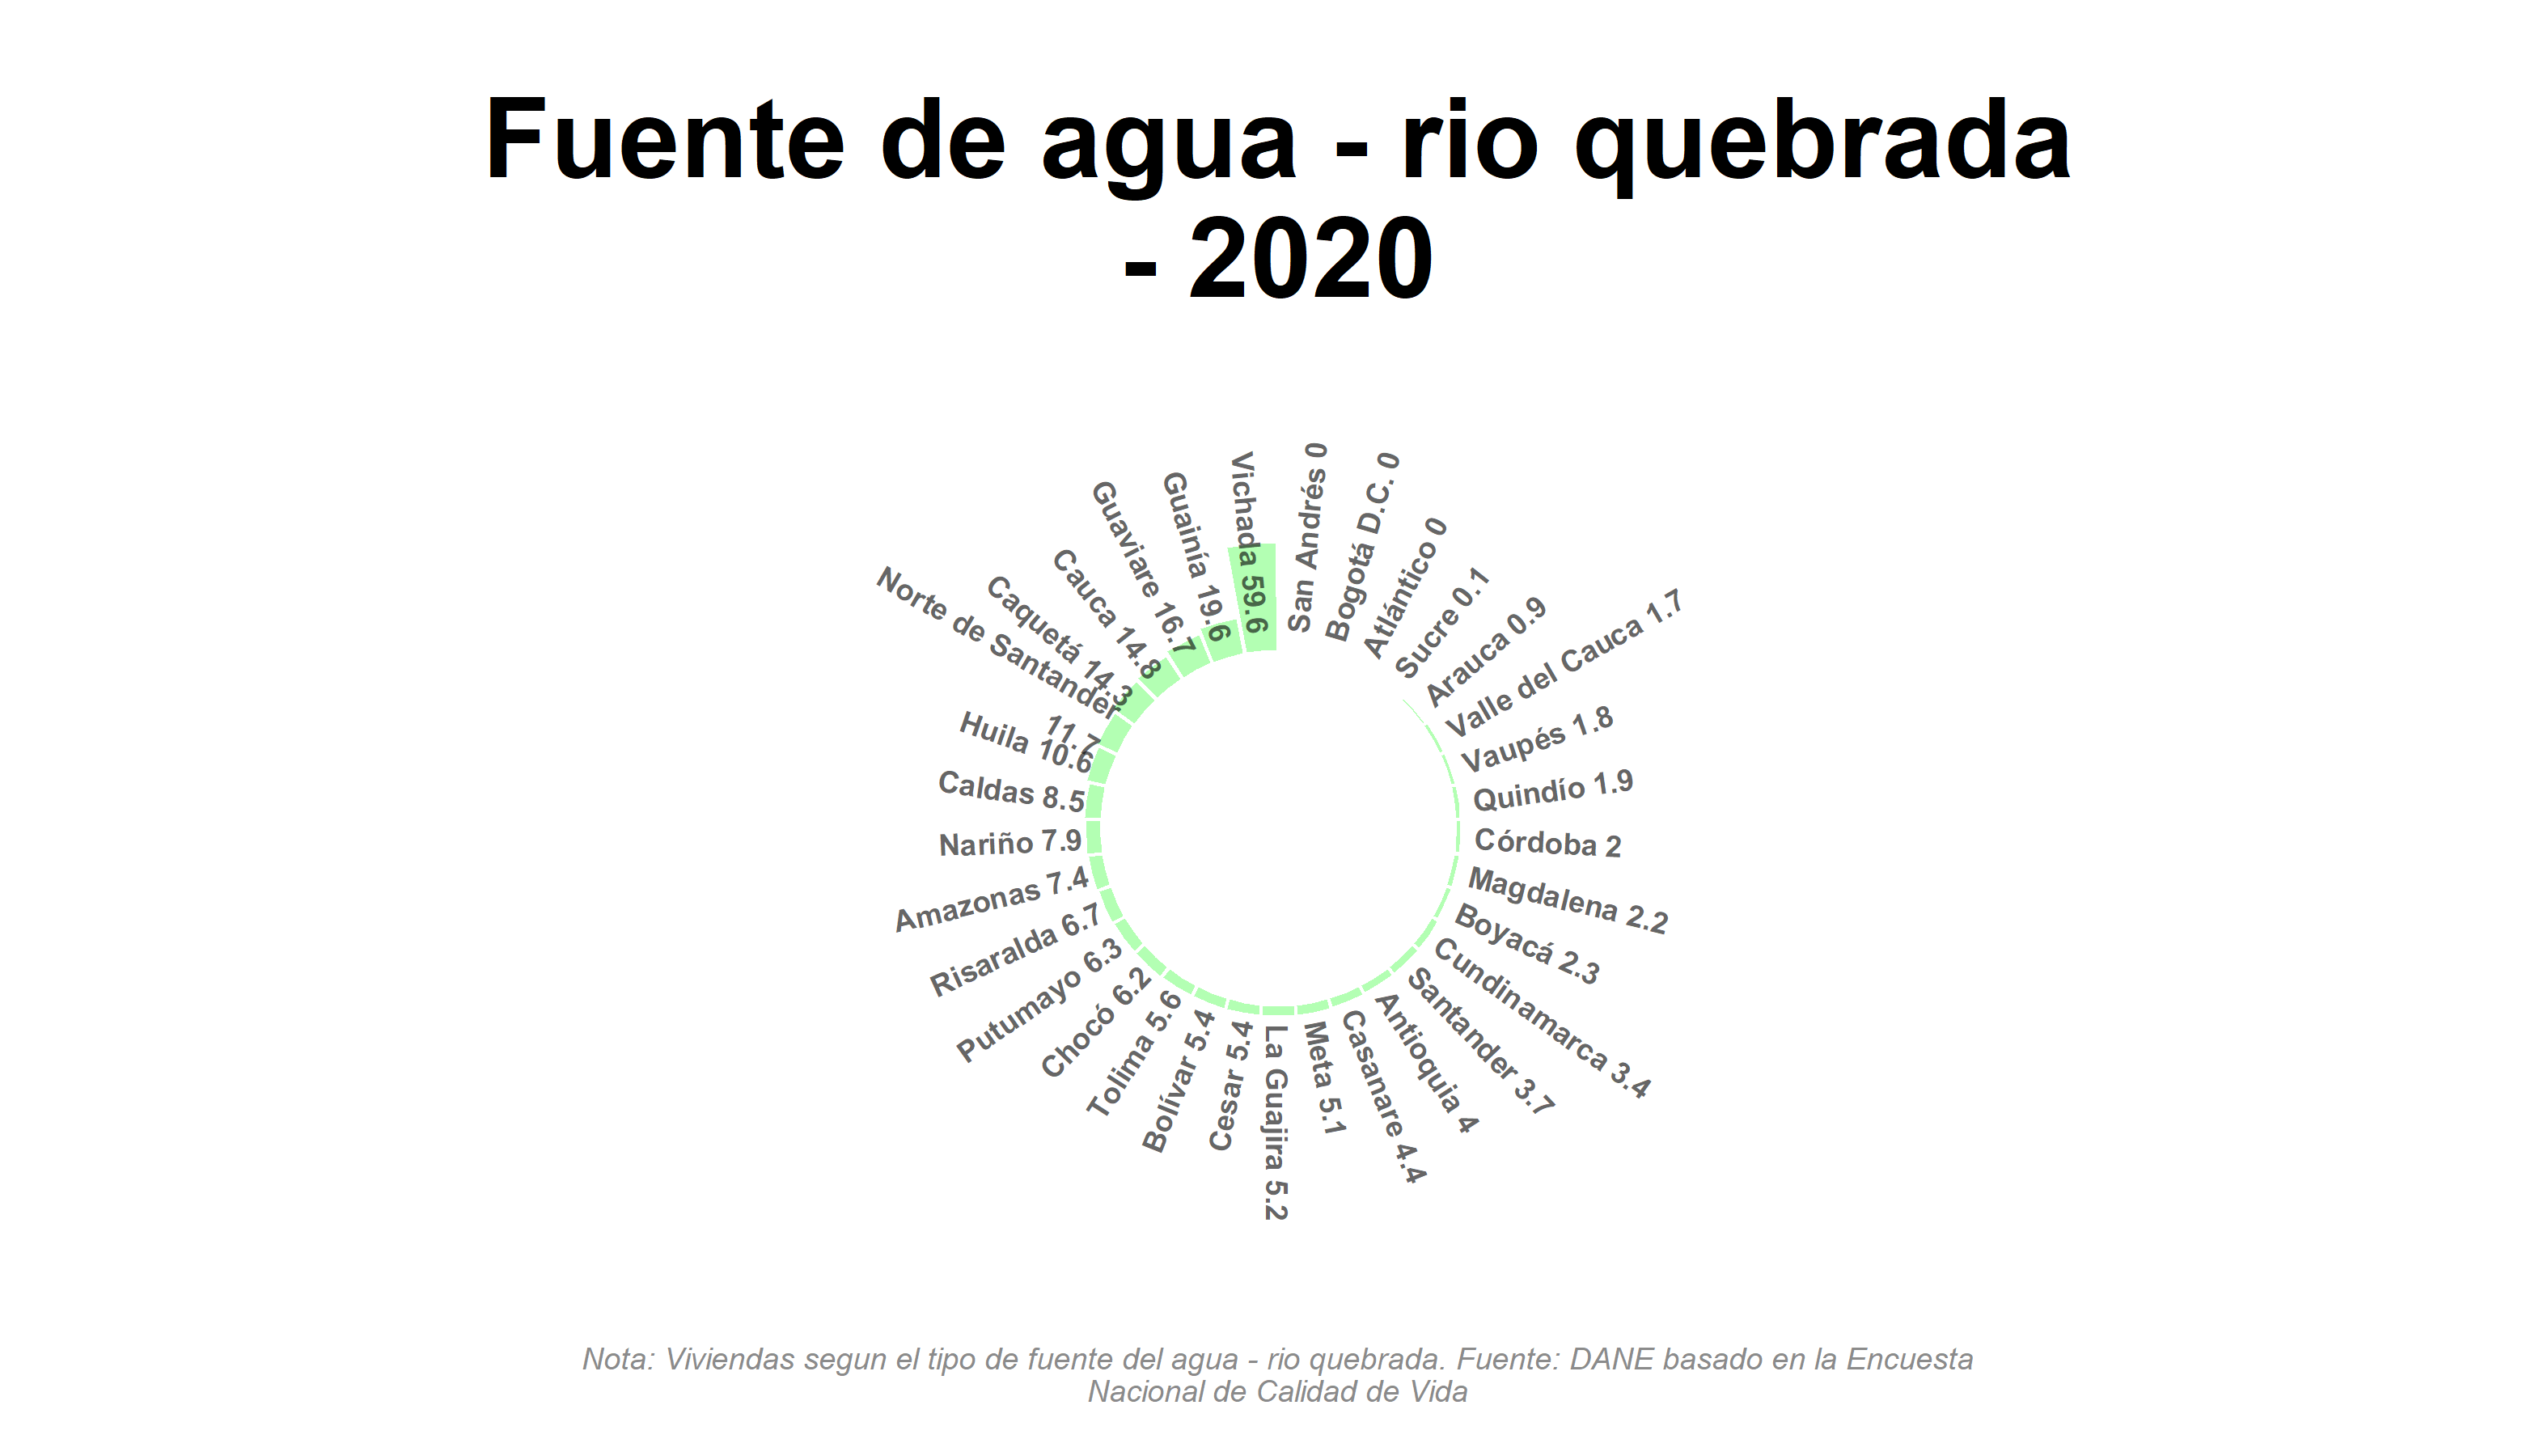 Fuente de agua - rio quebrada
- 2020
San Andrés 0
Bogotá D.C. 0
Atlántico 0
Sucre 0.1
Arauca 0.9
Valle del Cauca 1.7
Vaupés 1.8
Quindío 1.9
Córdoba 2
Magdalena 2.2
Boyacá 2.3
Cundinamarca 3.4
Santander 3.7
Antioquia 4
Casanare 4.4
Meta 5.1
La Guajira 5.2
Cesar 5.4
Bolívar 5.4
Tolima 5.6
Chocó 6.2
Putumayo 6.3
Risaralda 6.7
Amazonas 7.4
Nariño 7.9
Caldas 8.5
Huila 10.6
Norte de Santander
11.7
Caquetá 14.3
Cauca 14.8
Guaviare 16.7
Guainía 19.6
Vichada 59.6
Nota: Viviendas segun el tipo de fuente del agua - rio quebrada. Fuente: DANE basado en la Encuesta
Nacional de Calidad de Vida